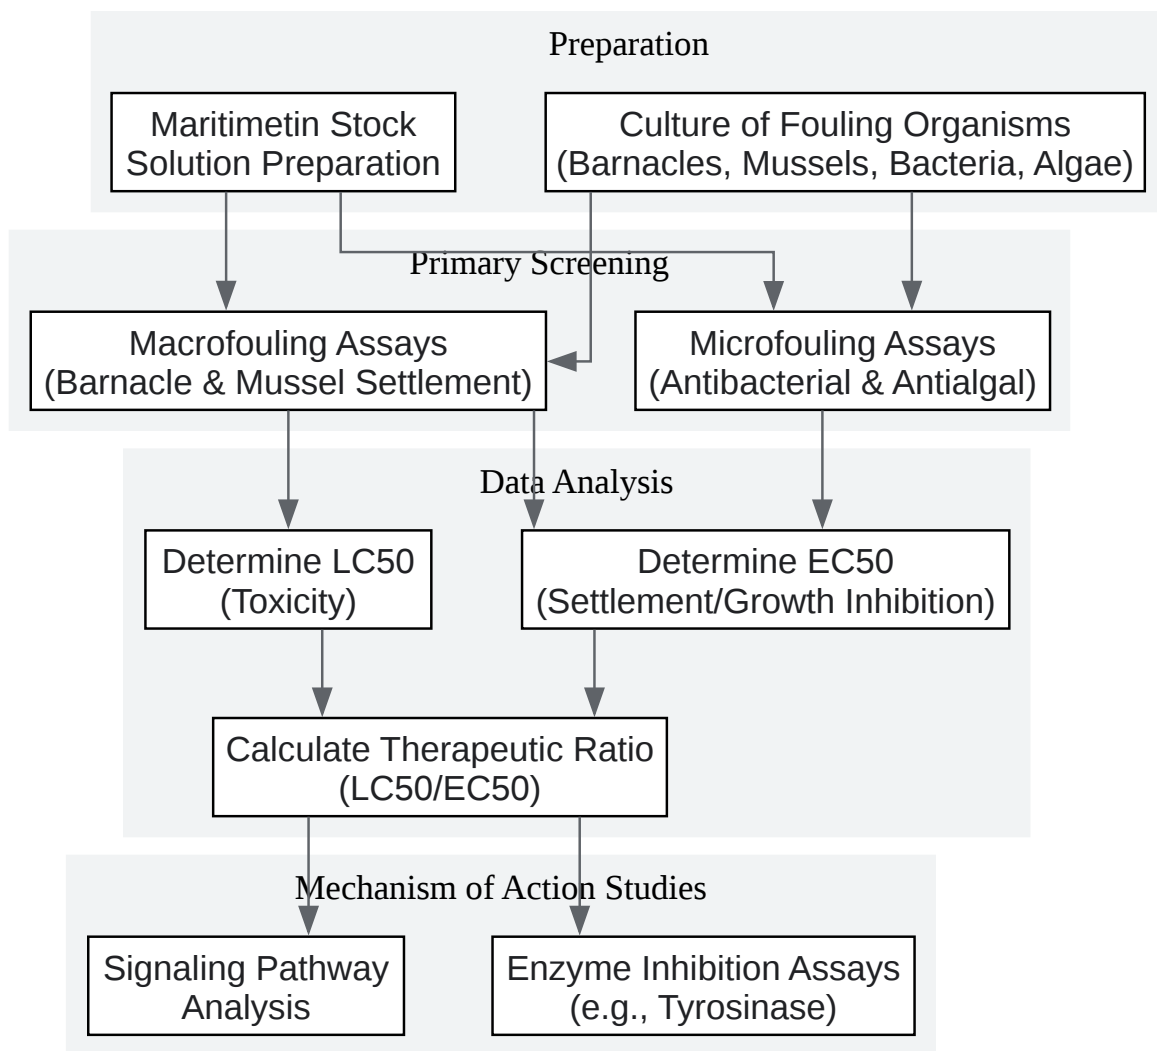 Preparation
Maritimetin Stock
Solution Preparation
Culture of Fouling Organisms
(Barnacles, Mussels, Bacteria, Algae)
Primary Screening
Macrofouling Assays
(Barnacle & Mussel Settlement)
Microfouling Assays
(Antibacterial & Antialgal)
Data Analysis
Determine LC50
(Toxicity)
Determine EC50
(Settlement/Growth Inhibition)
Calculate Therapeutic Ratio
(LC50/EC50)
Mechanism of Action Studies
Signaling Pathway
Analysis
Enzyme Inhibition Assays
(e.g., Tyrosinase)